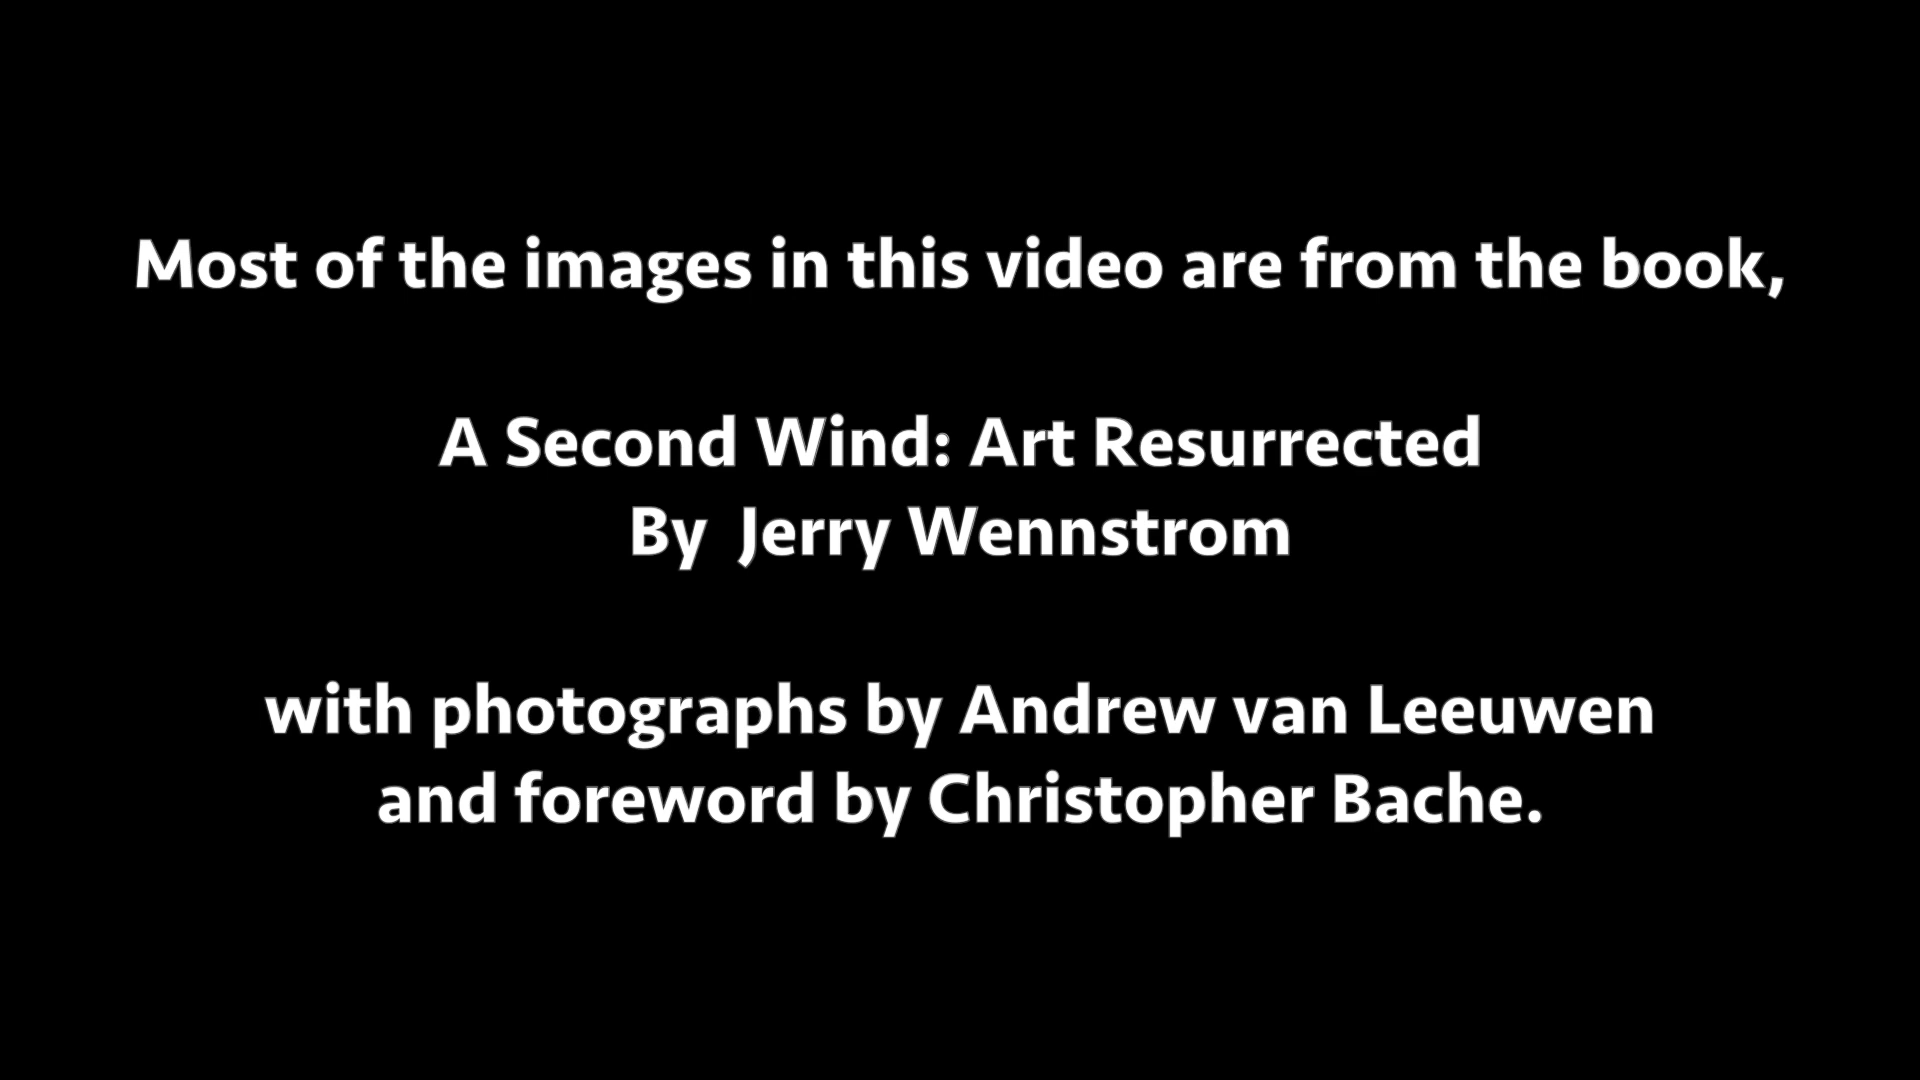 Most of the images in this video are from the book,
A Second Wind: Art Resurrected
By  Jerry Wennstrom
with photographs by Andrew van Leeuwen
and foreword by Christopher Bache.